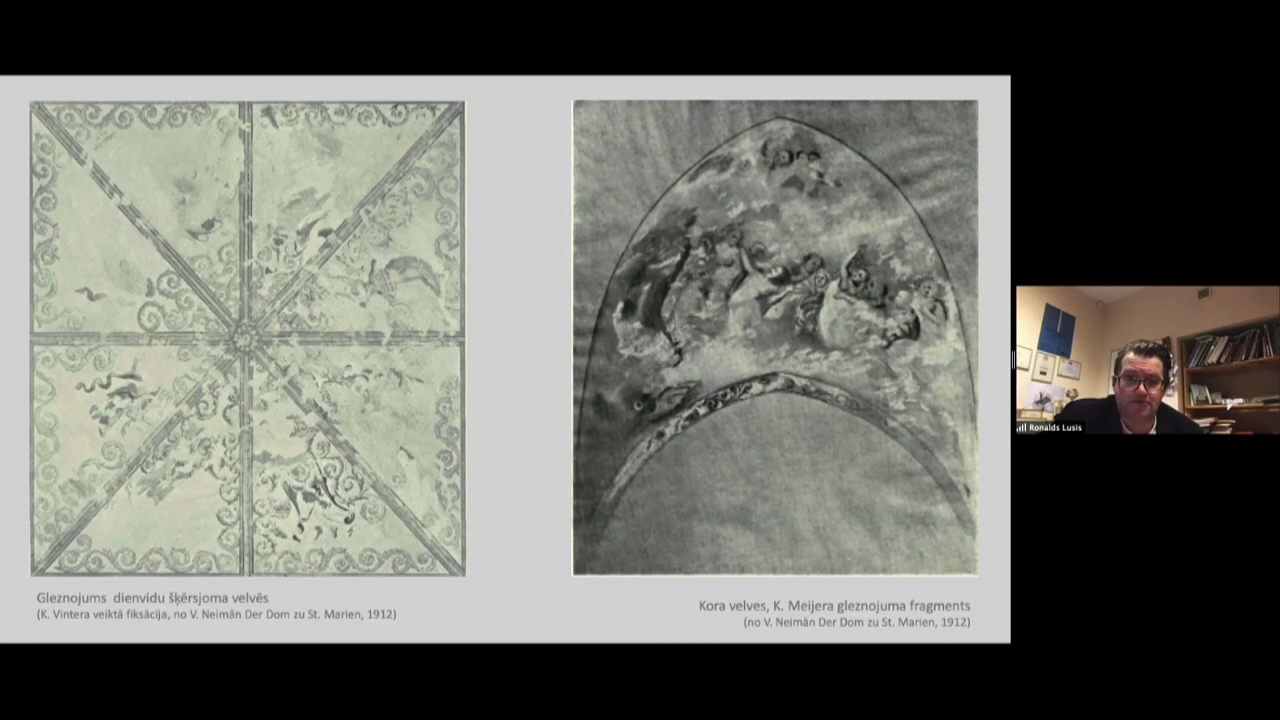 Gleznojums dienvidu šķērsjoma velvēs
(K. Vintera veiktā fiksācija, no V. Neimān Der Dom zu St. Marien, 1912)
Kora velves, K. Meijera gleznojuma fragments
(no V. Neimān Der Dom zu St. Marien, 1912)
Ronalds Lusis